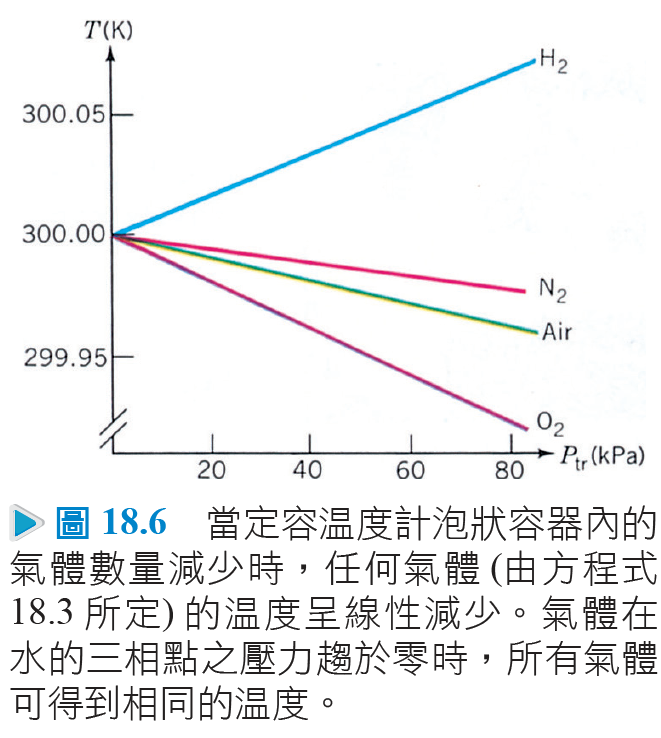 T(K)
H₂
300.05
300.00
N₂
Air
299.95
O₂
Pₜᵣ(kPa)
20 40 60 80
圖 18.6 當定容温度計泡狀容器內的
氣體數量減少時，任何氣體 (由方程式
18.3 所定) 的温度呈線性減少。氣體在
水的三相點之壓力趨於零時，所有氣體
可得到相同的温度。